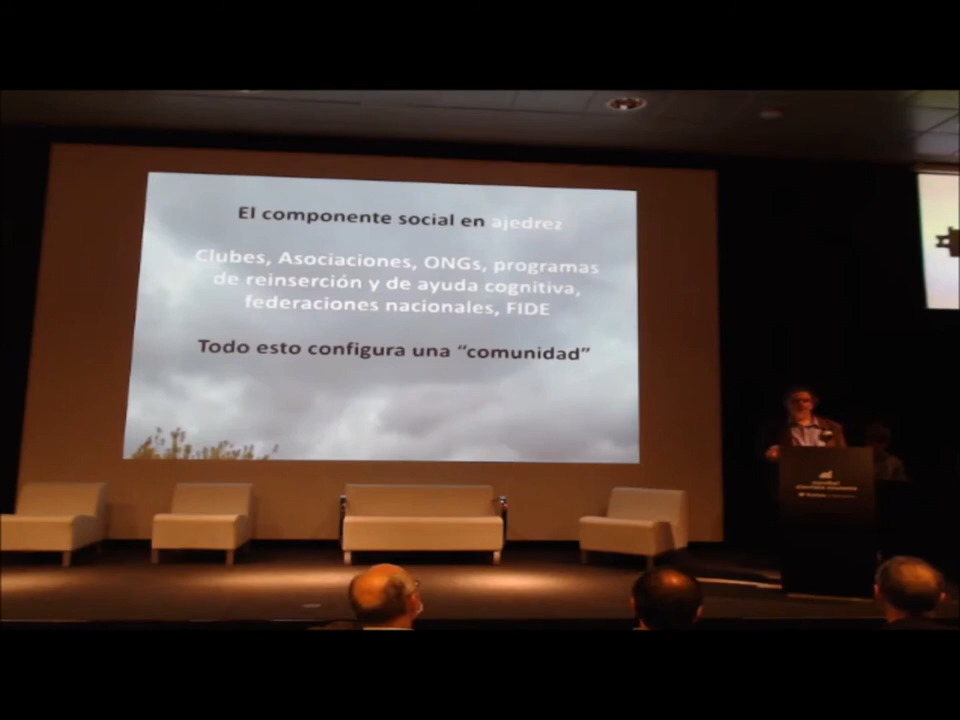 El componente social en ajedrez
Clubes, Asociaciones, ONGs, programas
de reinserción y de ayuda cognitiva,
federaciones nacionales, FIDE
Todo esto configura una “comunidad”